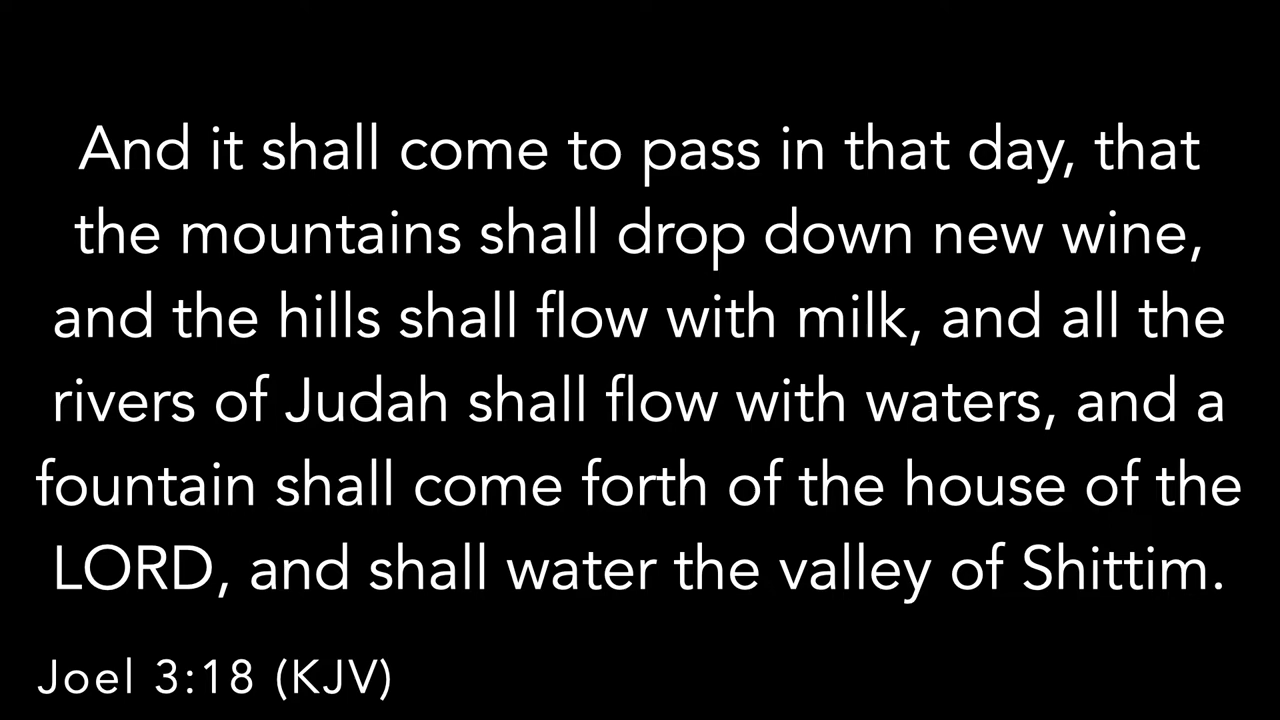 And it shall come to pass in that day, that
the mountains shall drop down new wine,
and the hills shall flow with milk, and all the
rivers of Judah shall flow with waters, and a
fountain shall come forth of the house of the
LORD, and shall water the valley of Shittim.
Joel 3:18 (KJV)